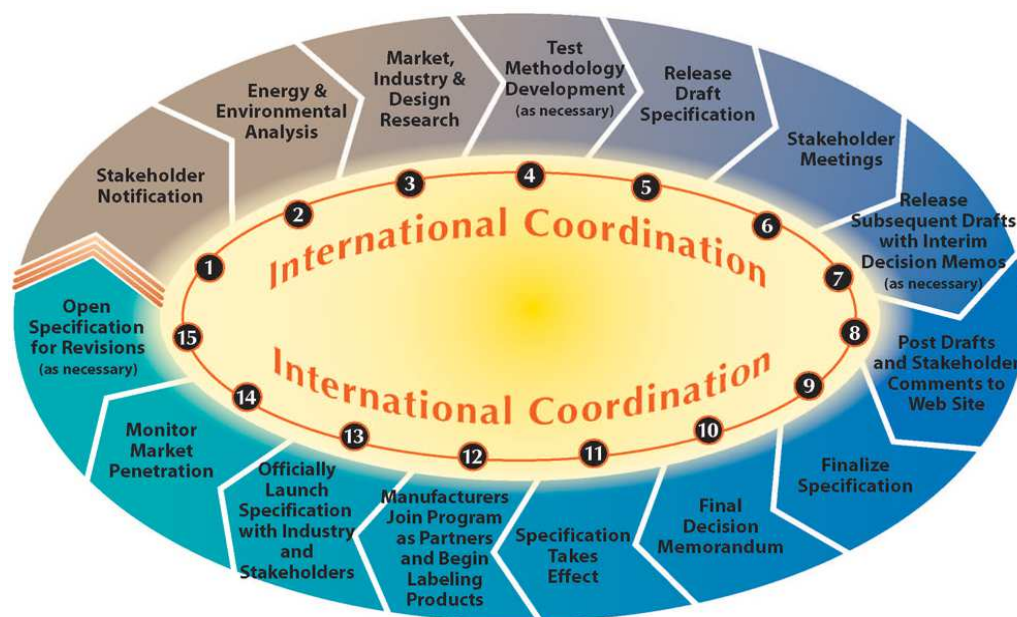 1
Stakeholder
Notification
2
Energy &
Environmental
Analysis
3
Market,
Industry &
Design
Research
4
Test
Methodology
Development
(as necessary)
5
Release
Draft
Specification
6
Stakeholder
Meetings
7
Release
Subsequent Drafts
with Interim
Decision Memos
(as necessary)
8
Post Drafts
and Stakeholder
Comments to
Web Site
9
Finalize
Specification
10
Final
Decision
Memorandum
11
Specification
Takes
Effect
12
Manufacturers
Join Program
as Partners
and Begin
Labeling
Products
13
Officially
Launch
Specification
with Industry
and
Stakeholders
14
Monitor
Market
Penetration
15
Open
Specification
for Revisions
(as necessary)
International Coordination
International Coordination